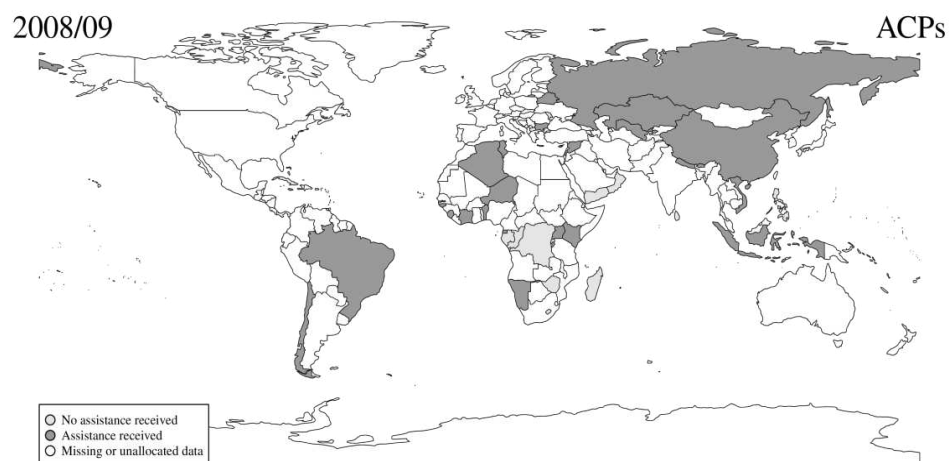 2008/09 ACPs
No assistance received
Assistance received
Missing or unallocated data